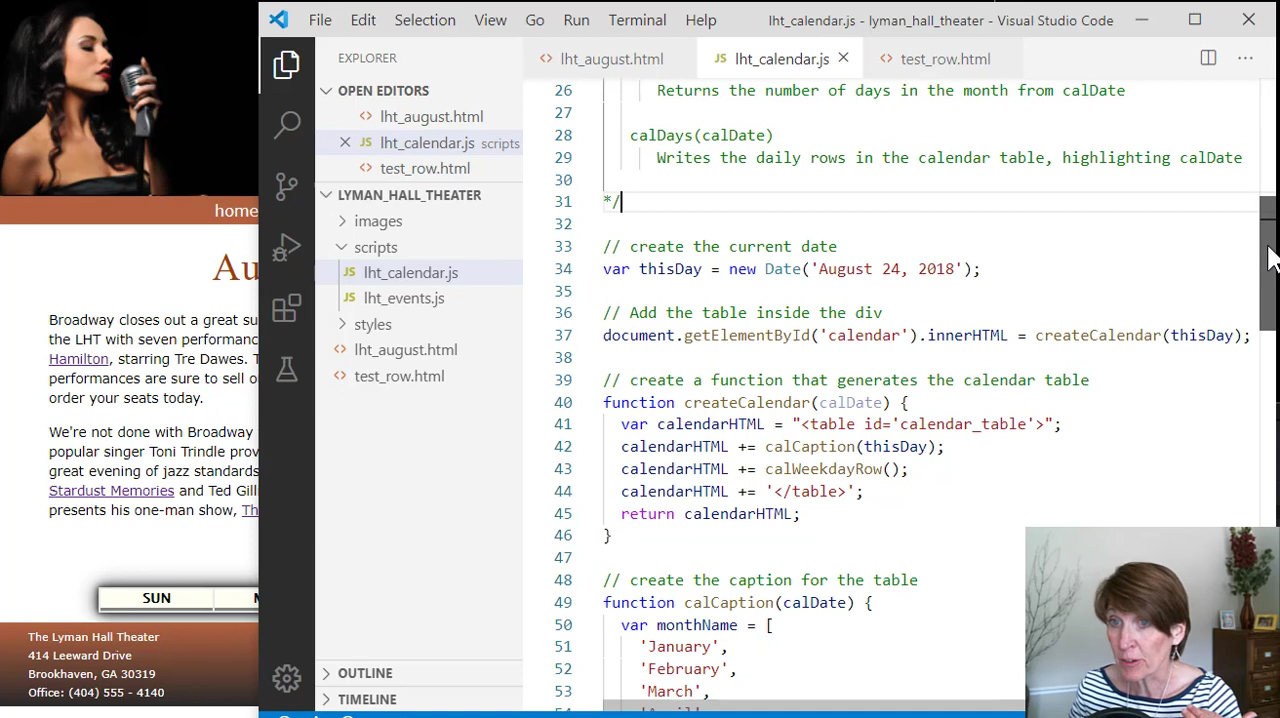 File Edit Selection View Go Run Terminal Help lht_calendar.js - lyman_hall_theater - Visual Studio Code
EXPLORER
OPEN EDITORS
lht_august.html
lht_calendar.js scripts
test_row.html
LYMAN_HALL_THEATER
images
scripts
JS lht_calendar.js
JS lht_events.js
styles
lht_august.html
test_row.html
OUTLINE
TIMELINE
lht_august.html JS lht_calendar.js test_row.html
26 Returns the number of days in the month from calDate
27
28 calDays(calDate)
29 Writes the daily rows in the calendar table, highlighting calDate
30
31 */
32
33 // create the current date
34 var thisDay = new Date('August 24, 2018');
35
36 // Add the table inside the div
37 document.getElementById('calendar').innerHTML = createCalendar(thisDay);
38
39 // create a function that generates the calendar table
40 function createCalendar(calDate) {
41 var calendarHTML = "<table id='calendar_table'>";
42 calendarHTML += calCaption(thisDay);
43 calendarHTML += calWeekdayRow();
44 calendarHTML += '</table>';
45 return calendarHTML;
46 }
47
48 // create the caption for the table
49 function calCaption(calDate) {
50 var monthName = [
51 'January',
52 'February',
53 'March',
home
Au
Broadway closes out a great su
the LHT with seven performanc
Hamilton, starring Tre Dawes. T
performances are sure to sell o
order your seats today.
We're not done with Broadway
popular singer Toni Trindle prov
great evening of jazz standards
Stardust Memories and Ted Gill
presents his one-man show, Th
SUN
The Lyman Hall Theater
414 Leeward Drive
Brookhaven, GA 30319
Office: (404) 555 - 4140